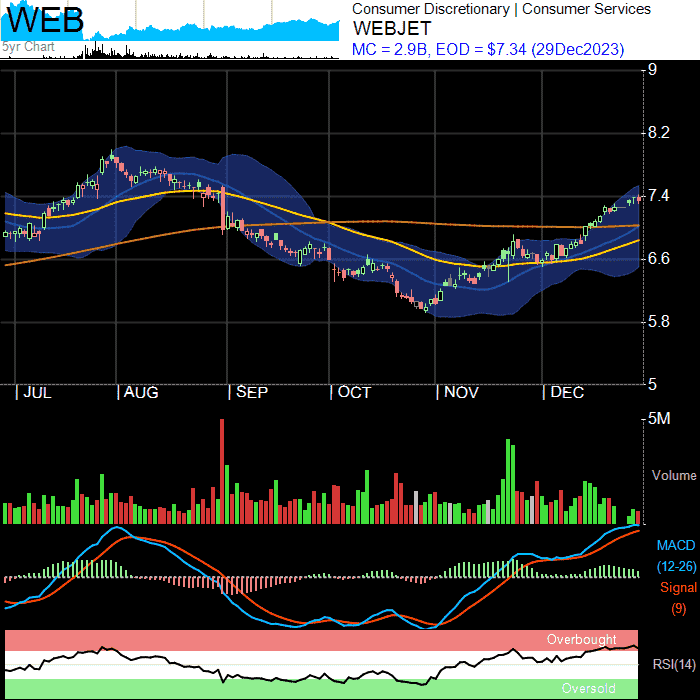 WEB
5yr Chart
Consumer Discretionary | Consumer Services
WEBJET
MC = 2.9B, EOD = $7.34 (29Dec2023)
9
8.2
7.4
6.6
5.8
5
| JUL | AUG | SEP | OCT | NOV | DEC
5M
Volume
MACD
(12-26)
Signal
(9)
Overbought
RSI(14)
Oversold